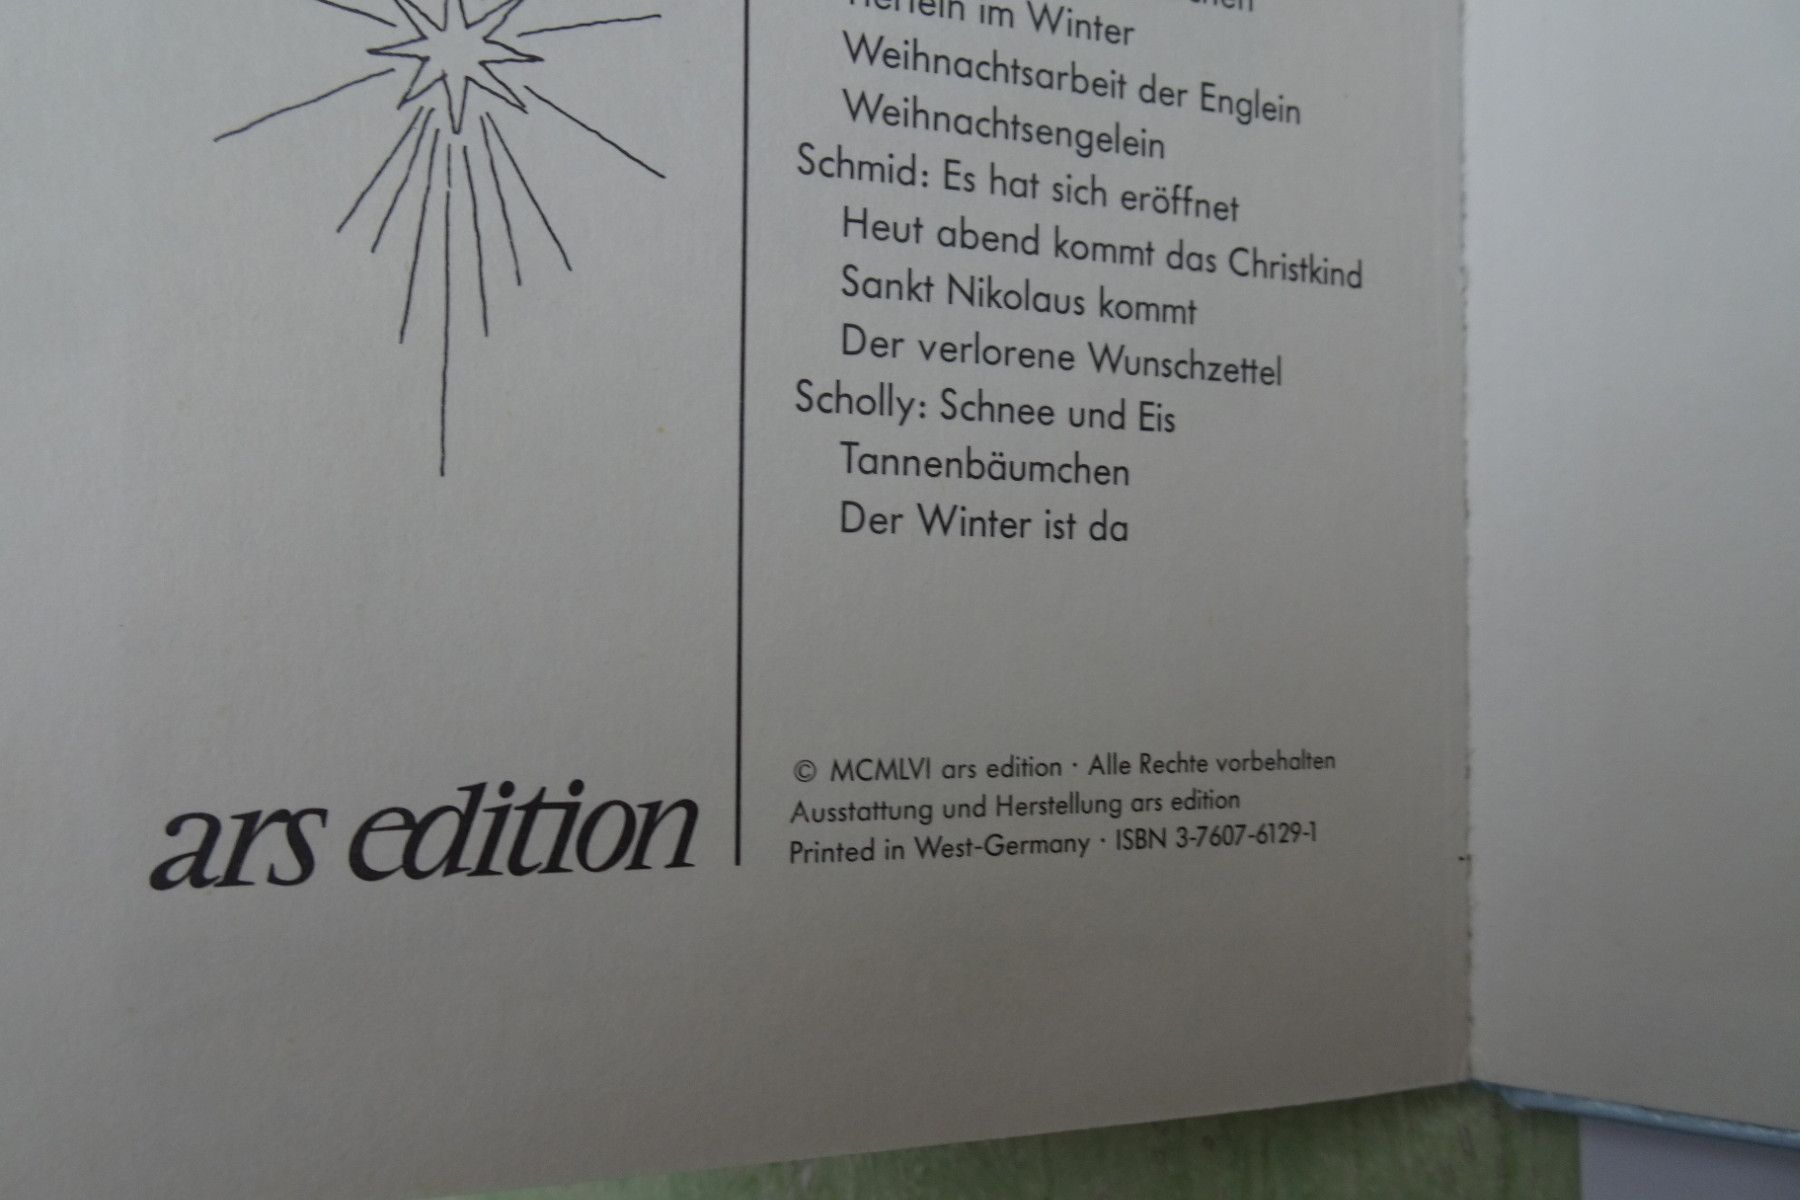 im Winter
Weihnachtsarbeit der Englein
Weihnachtsengelein
Schmid: Es hat sich eröffnet
Heut abend kommt das Christkind
Sankt Nikolaus kommt
Der verlorene Wunschzettel
Scholly: Schnee und Eis
Tannenbäumchen
Der Winter ist da
ars edition
© MCMLVI ars edition · Alle Rechte vorbehalten
Ausstattung und Herstellung ars edition
Printed in West-Germany · ISBN 3-7607-6129-1